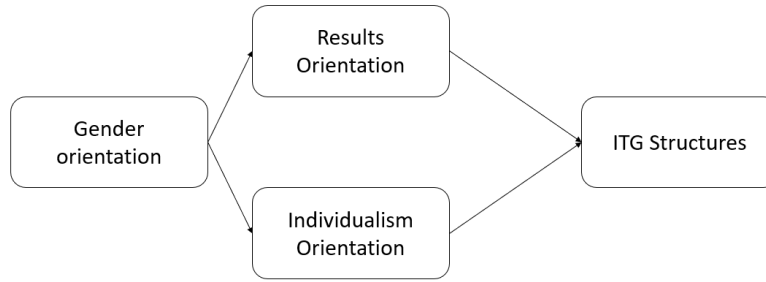 Results
Orientation
Gender
orientation
ITG Structures
Individualism
Orientation